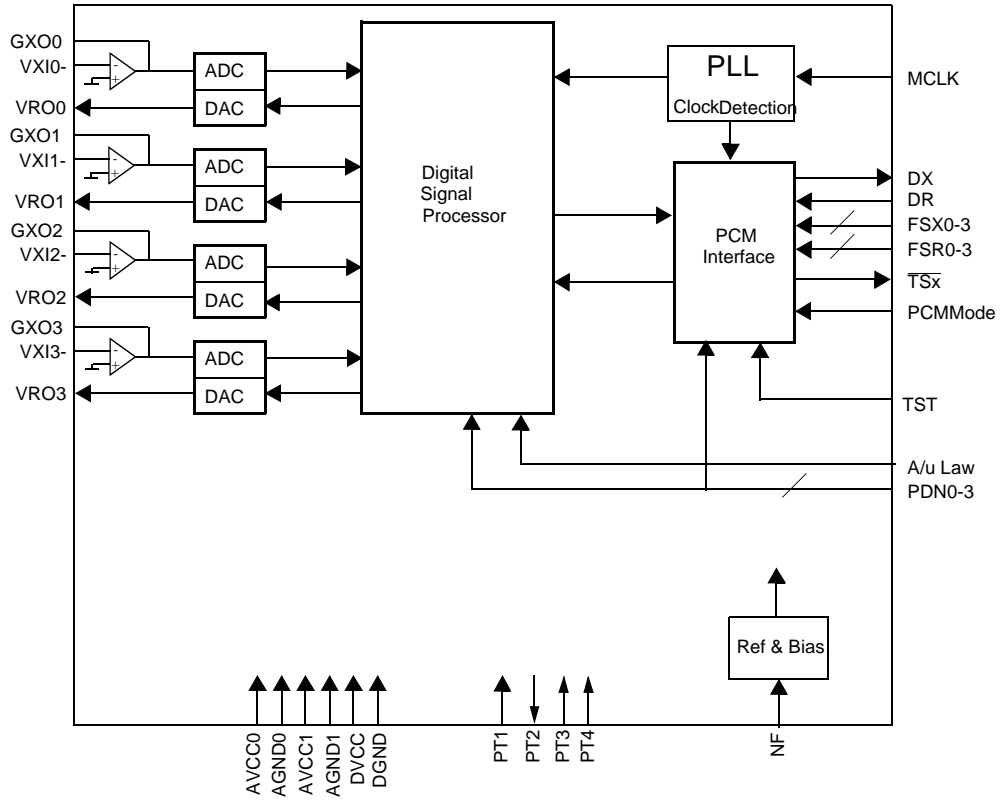 GXO0
VXI0-
VRO0
GXO1
VXI1-
VRO1
GXO2
VXI2-
VRO2
GXO3
VXI3-
VRO3
-
+
-
+
-
+
-
+
ADC
DAC
ADC
DAC
ADC
DAC
ADC
DAC
Digital
Signal
Processor
PLL
ClockDetection
PCM
Interface
MCLK
DX
DR
FSX0-3
FSR0-3
TSx
PCMMode
TST
A/u Law
PDN0-3
Ref & Bias
AVCC0
AGND0
AVCC1
AGND1
DVCC
DGND
PT1
PT2
PT3
PT4
NF